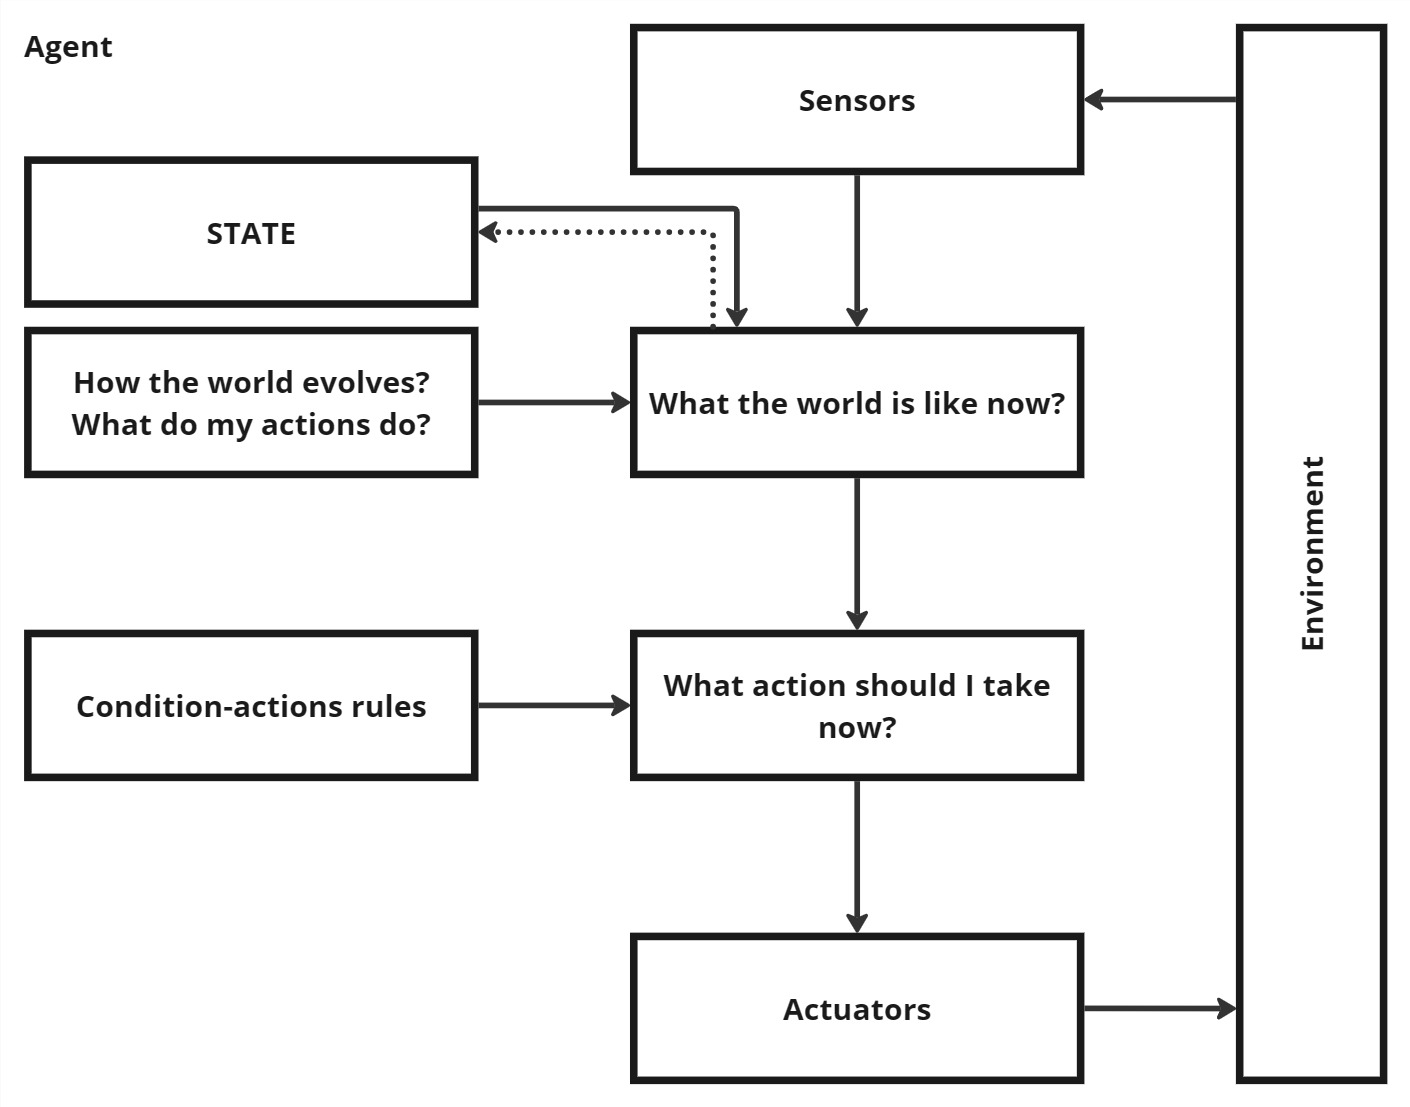 Agent
Sensors
STATE
How the world evolves?
What do my actions do?
What the world is like now?
Condition-actions rules
What action should I take
now?
Actuators
Environment